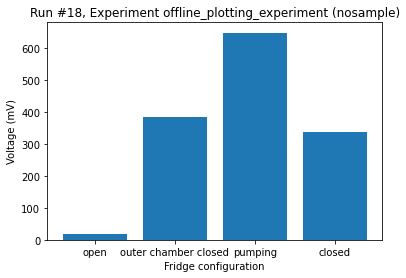 Run #18, Experiment offline_plotting_experiment (nosample)
600
500
400
300
200
100
0
Voltage (mV)
open outer chamber closed pumping closed
Fridge configuration